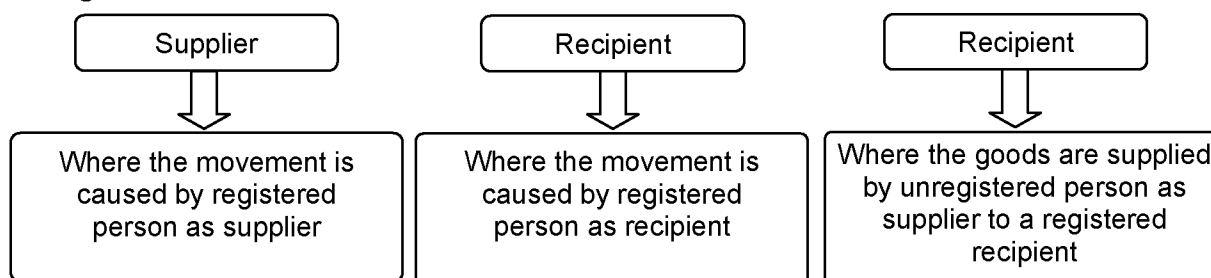 Supplier
Recipient
Recipient
Where the movement is
caused by registered
person as supplier
Where the movement is
caused by registered
person as recipient
Where the goods are supplied
by unregistered person as
supplier to a registered
recipient